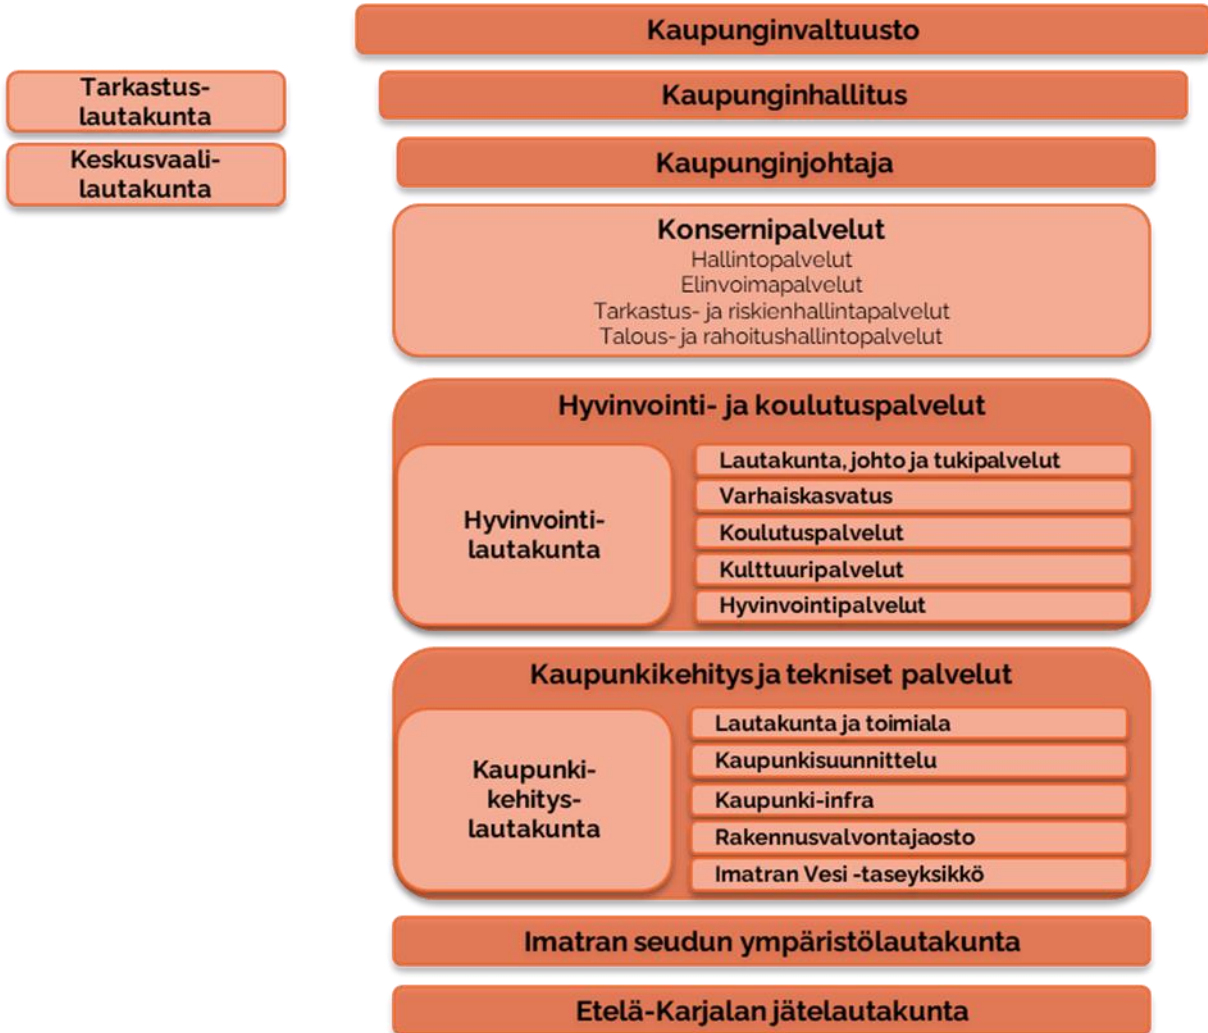 Kaupunginvaltuusto
Tarkastus-
lautakunta
Keskusvaali-
lautakunta
Kaupunginhallitus
Kaupunginjohtaja
Konsernipalvelut
Hallintopalvelut
Elinvoimapalvelut
Tarkastus- ja riskienhallintapalvelut
Talous- ja rahoitushallintopalvelut
Hyvinvointi- ja koulutuspalvelut
Hyvinvointi-
lautakunta
Lautakunta, johto ja tukipalvelut
Varhaiskasvatus
Koulutuspalvelut
Kulttuuripalvelut
Hyvinvointipalvelut
Kaupunkikehitys ja tekniset palvelut
Kaupunki-
kehitys-
lautakunta
Lautakunta ja toimiala
Kaupunkisuunnittelu
Kaupunki-infra
Rakennusvalvontajaosto
Imatran Vesi -taseyksikkö
Imatran seudun ympäristölautakunta
Etelä-Karjalan jätelautakunta